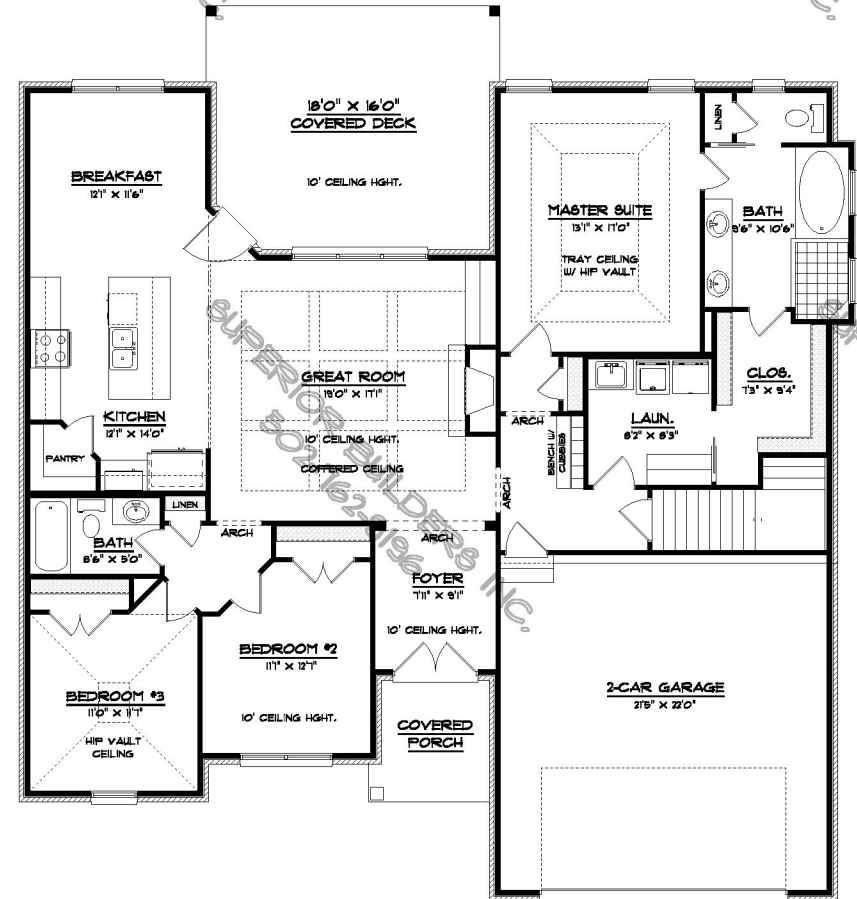 18'0" X 16'0"
COVERED DECK
10' CEILING HGHT.
BREAKFAST
12'1" X 11'6"
MASTER SUITE
13'1" X 17'0"
TRAY CEILING
W/ HIP VAULT
LINEN
BATH
9'6" X 10'6"
GREAT ROOM
19'0" X 17'1"
10' CEILING HGHT.
COFFERED CEILING
KITCHEN
12'1" X 14'0"
PANTRY
CLOS.
7'3" X 9'4"
LAUN.
8'2" X 8'3"
ARCH
BENCH W/
CUBBIES
ARCH
LINEN
BATH
8'6" X 5'0"
ARCH
ARCH
FOYER
7'11" X 9'1"
10' CEILING HGHT.
BEDROOM #2
11'1" X 12'7"
10' CEILING HGHT.
BEDROOM #3
11'0" X 11'7"
HIP VAULT
CEILING
COVERED
PORCH
2-CAR GARAGE
21'5" X 22'0"
SUPERIOR BUILDERS INC.